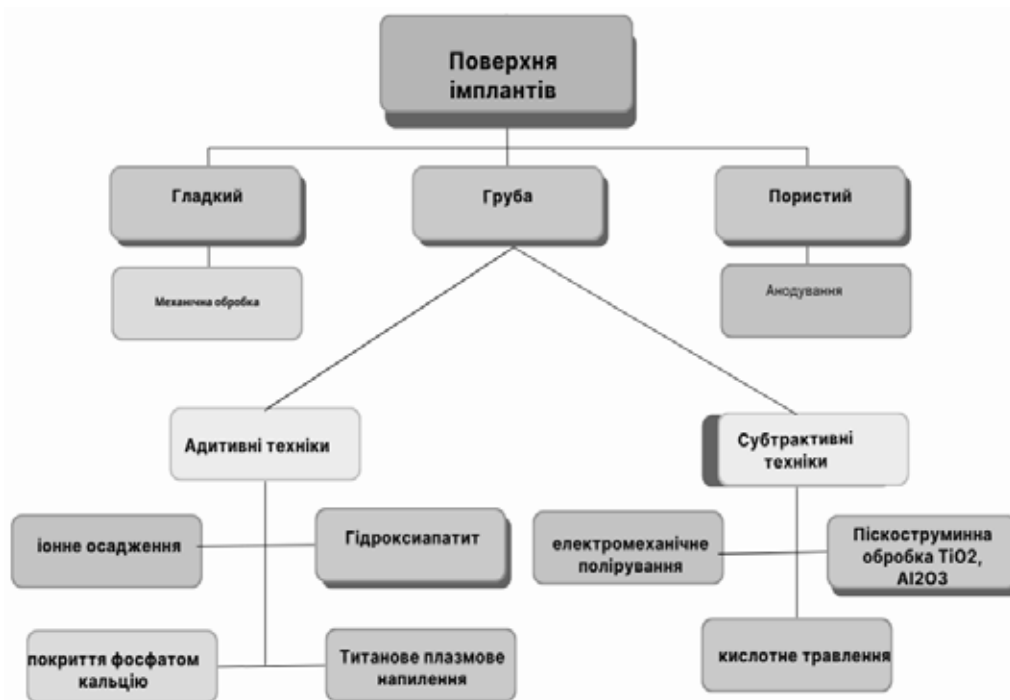 Поверхня
імплантів
Гладкий
Груба
Пористий
Механічна обробка
Анодування
Адитивні техніки
Субтрактивні
техніки
іонне осадження
Гідроксиапатит
електромеханічне
полірування
Піскоструминна
обробка TiO2,
Al2O3
покриття фосфатом
кальцію
Титанове плазмове
напилення
кислотне травлення